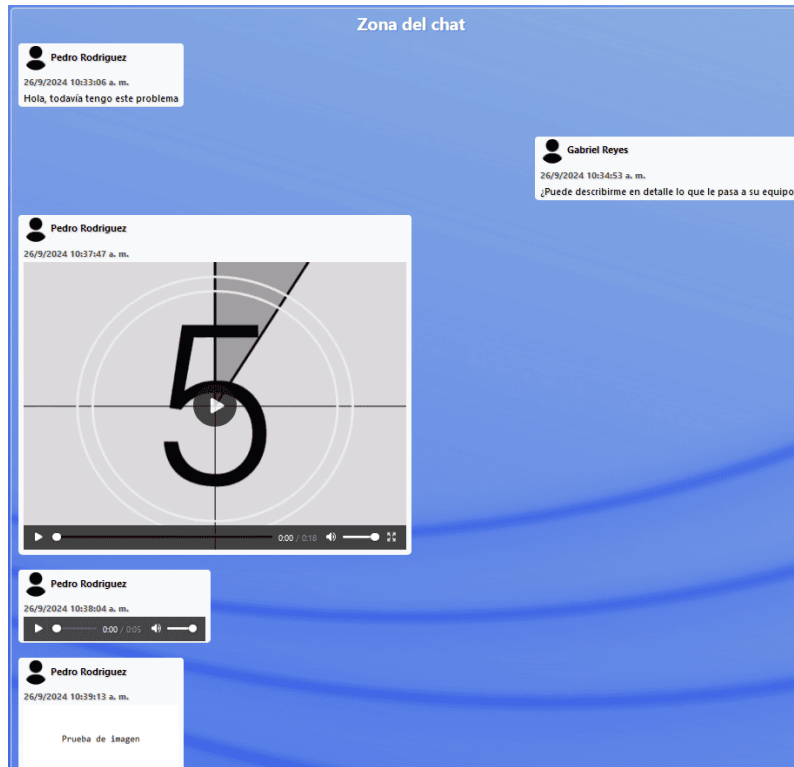 Zona del chat
Pedro Rodriguez
26/9/2024 10:33:06 a. m.
Hola, todavía tengo este problema
Gabriel Reyes
26/9/2024 10:34:53 a. m.
¿Puede describirme en detalle lo que le pasa a su equipo
Pedro Rodriguez
26/9/2024 10:37:47 a. m.
5
0:00 / 0:18
Pedro Rodriguez
26/9/2024 10:38:04 a. m.
0:00 / 0:05
Pedro Rodriguez
26/9/2024 10:39:13 a. m.
Prueba de imagen